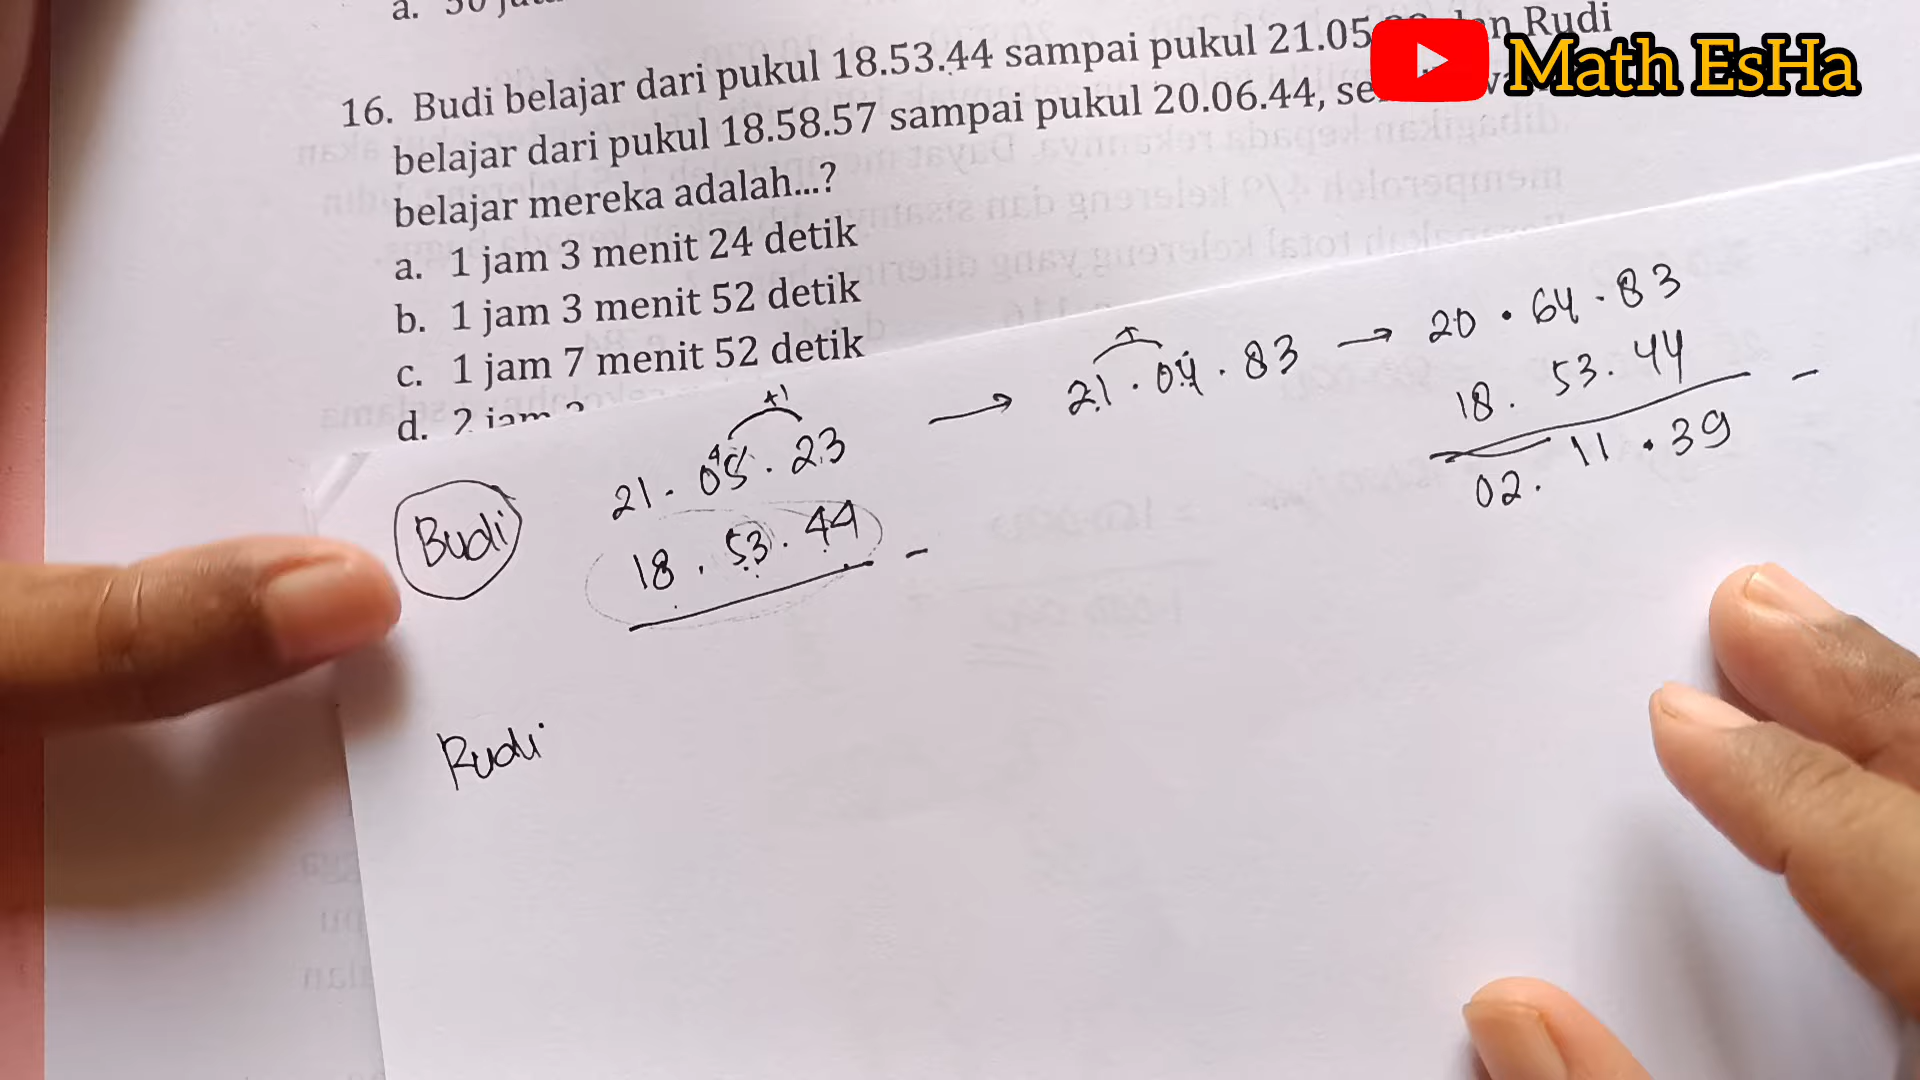 a. 30
16. Budi belajar dari pukul 18.53.44 sampai pukul 21.05 Rudi
belajar dari pukul 18.58.57 sampai pukul 20.06.44,
belajar mereka adalah...?
a. 1 jam 3 menit 24 detik
b. 1 jam 3 menit 52 detik
c. 1 jam 7 menit 52 detik
d. 2 jam
Math EsHa
Budi
+1
21. 05. 23
4
18. 53. 44 -
→ 21. 04. 83
→ 20. 64. 83
18. 53. 44 -
02. 11. 39
Rudi